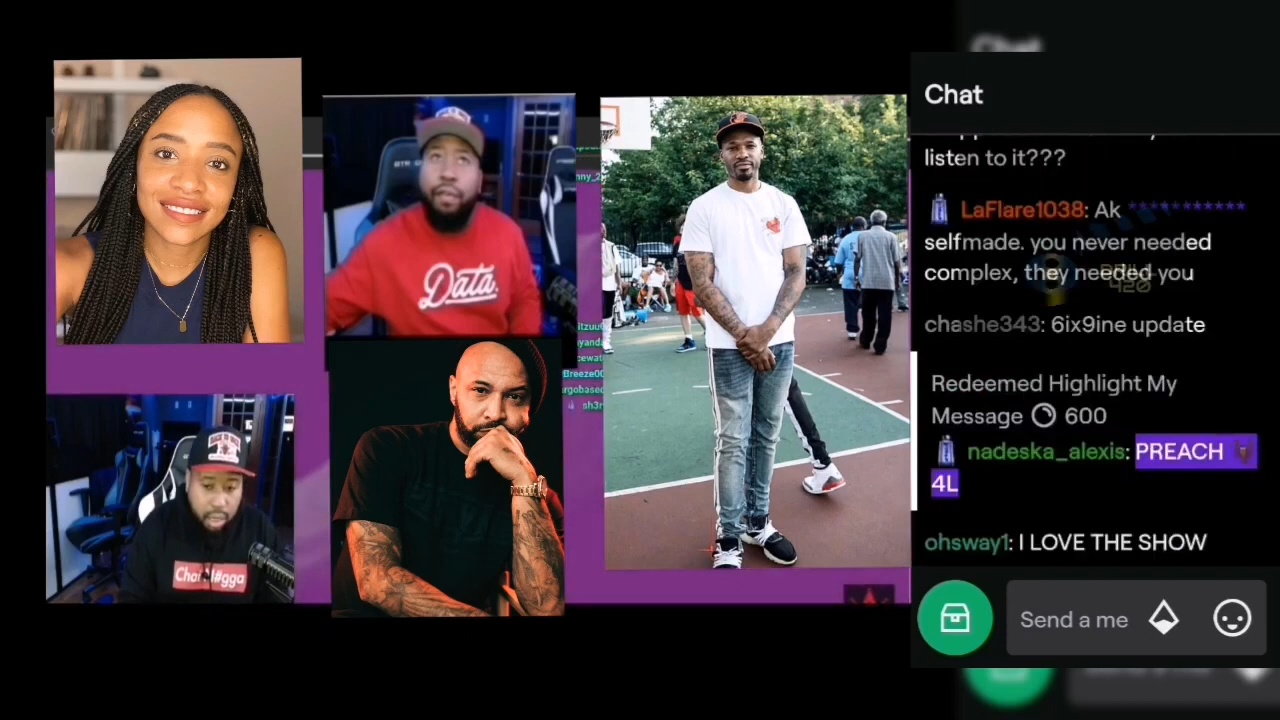 Chat
listen to it???
LaFlare1038: Ak ***********
selfmade. you never needed
complex, they needed you
chashe343: 6ix9ine update
Redeemed Highlight My
Message 600
nadeska_alexis: PREACH
4L
ohsway1: I LOVE THE SHOW
Send a me
Data.